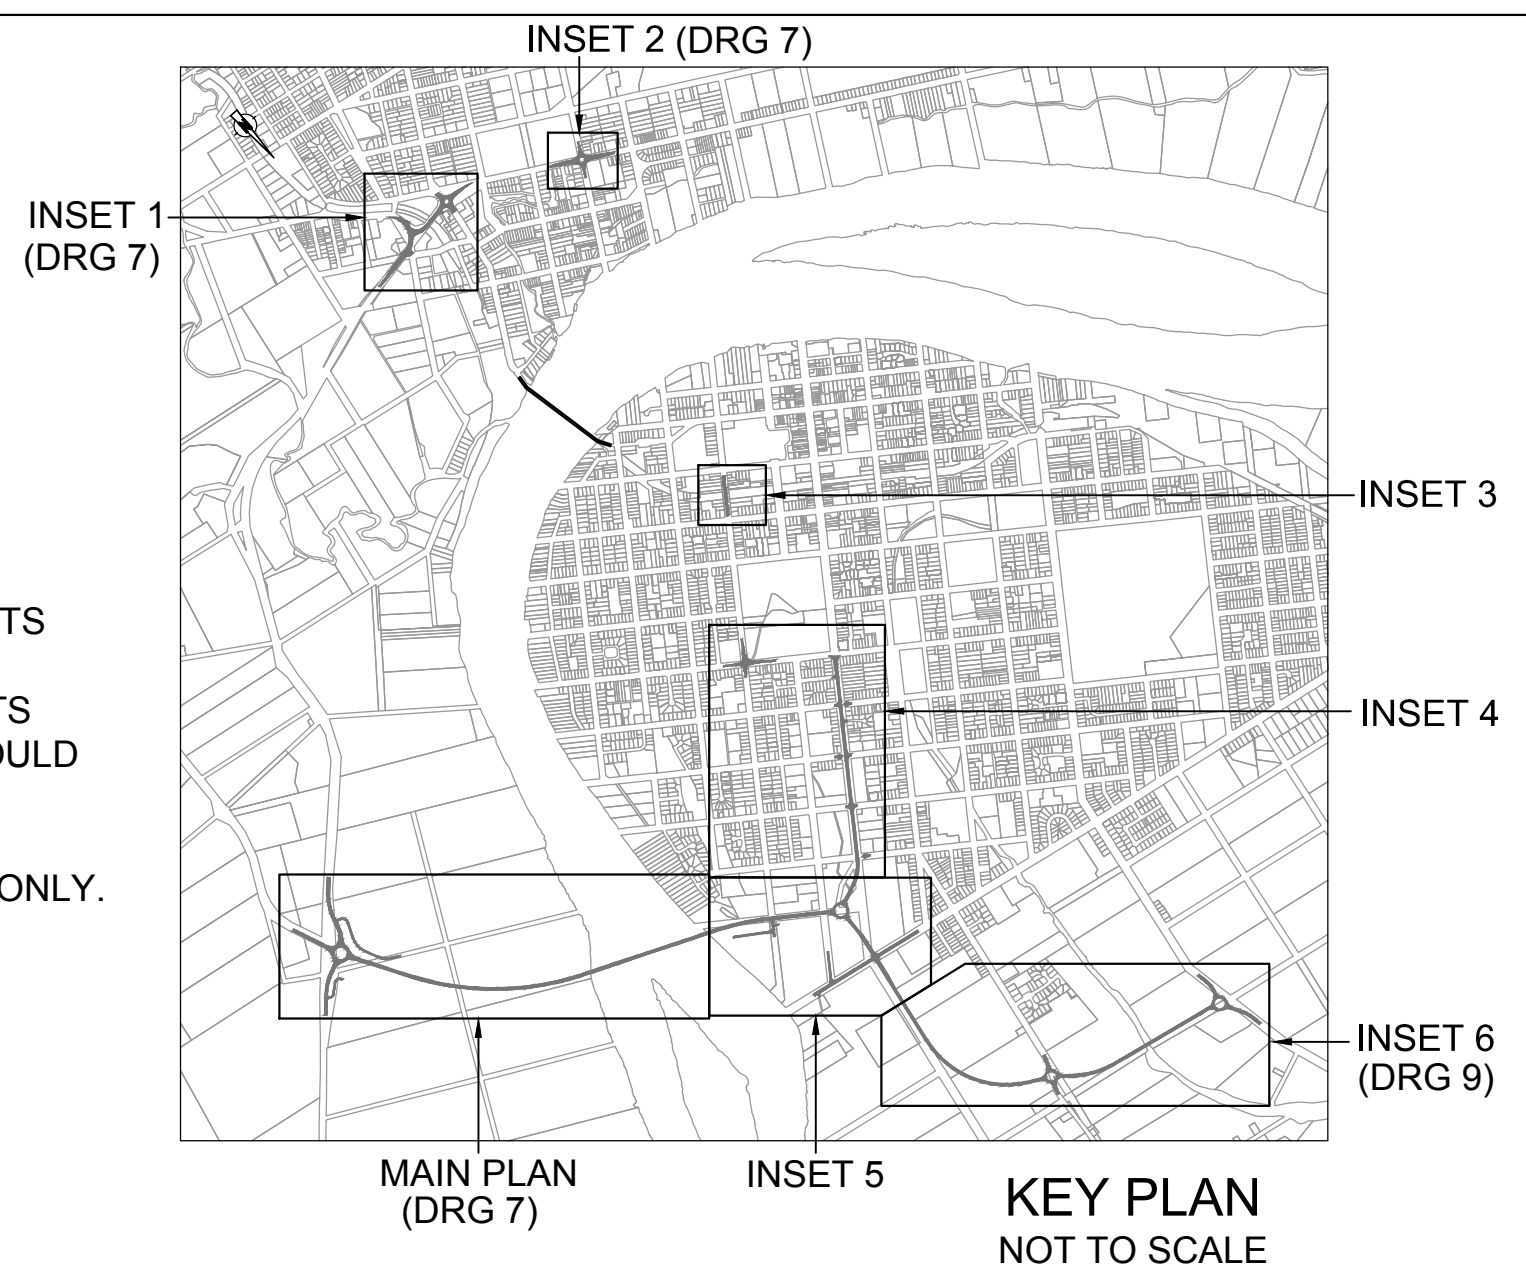 INSET 2 (DRG 7)
INSET 1
(DRG 7)
INSET 3
TS
TS
OULD
INSET 4
ONLY.
INSET 6
(DRG 9)
MAIN PLAN
(DRG 7)
INSET 5
KEY PLAN
NOT TO SCALE